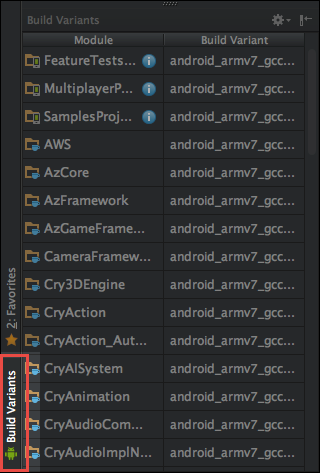 Build Variants
Module Build Variant
FeatureTests... android_armv7_gcc...
MultiplayerP... android_armv7_gcc...
SamplesProj... android_armv7_gcc...
AWS android_armv7_gcc...
AzCore android_armv7_gcc...
AzFramework android_armv7_gcc...
AzGameFrame... android_armv7_gcc...
CameraFramew... android_armv7_gcc...
Cry3DEngine android_armv7_gcc...
CryAction android_armv7_gcc...
CryAction_Aut... android_armv7_gcc...
CryAISystem android_armv7_gcc...
CryAnimation android_armv7_gcc...
CryAudioCom... android_armv7_gcc...
CryAudioImplN... android_armv7_gcc...
2: Favorites
Build Variants